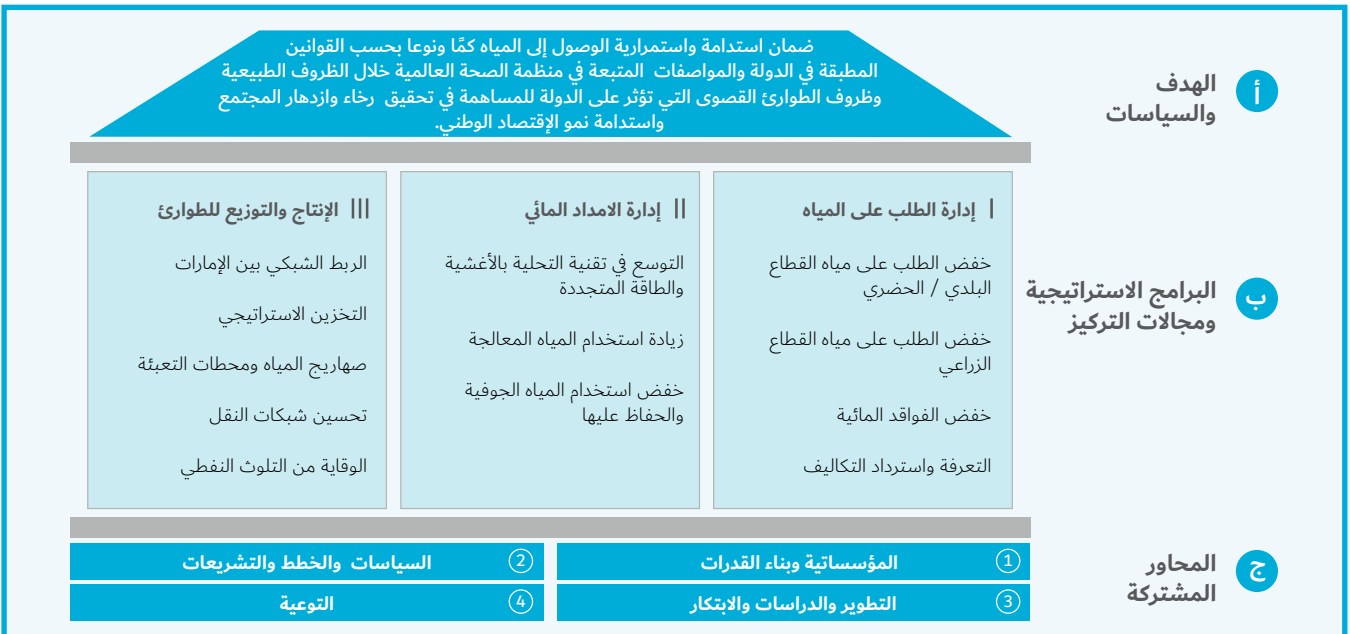 أ
الهدف
والسياسات
ضمان استدامة واستمرارية الوصول إلى المياه كمًا ونوعا بحسب القوانين
المطبقة في الدولة والمواصفات المتبعة في منظمة الصحة العالمية خلال الظروف الطبيعية
وظروف الطوارئ القصوى التي تؤثر على الدولة للمساهمة في تحقيق رخاء وازدهار المجتمع
واستدامة نمو الإقتصاد الوطني.
ب
البرامج الاستراتيجية
ومجالات التركيز
| إدارة الطلب على المياه
خفض الطلب على مياه القطاع
البلدي / الحضري
خفض الطلب على مياه القطاع
الزراعي
خفض الفواقد المائية
التعرفة واسترداد التكاليف
|| إدارة الامداد المائي
التوسع في تقنية التحلية بالأغشية
والطاقة المتجددة
زيادة استخدام المياه المعالجة
خفض استخدام المياه الجوفية
والحفاظ عليها
||| الإنتاج والتوزيع للطوارئ
الربط الشبكي بين الإمارات
التخزين الاستراتيجي
صهاريج المياه ومحطات التعبئة
تحسين شبكات النقل
الوقاية من التلوث النفطي
ج
المحاور
المشتركة
① المؤسساتية وبناء القدرات
② السياسات والخطط والتشريعات
③ التطوير والدراسات والابتكار
④ التوعية